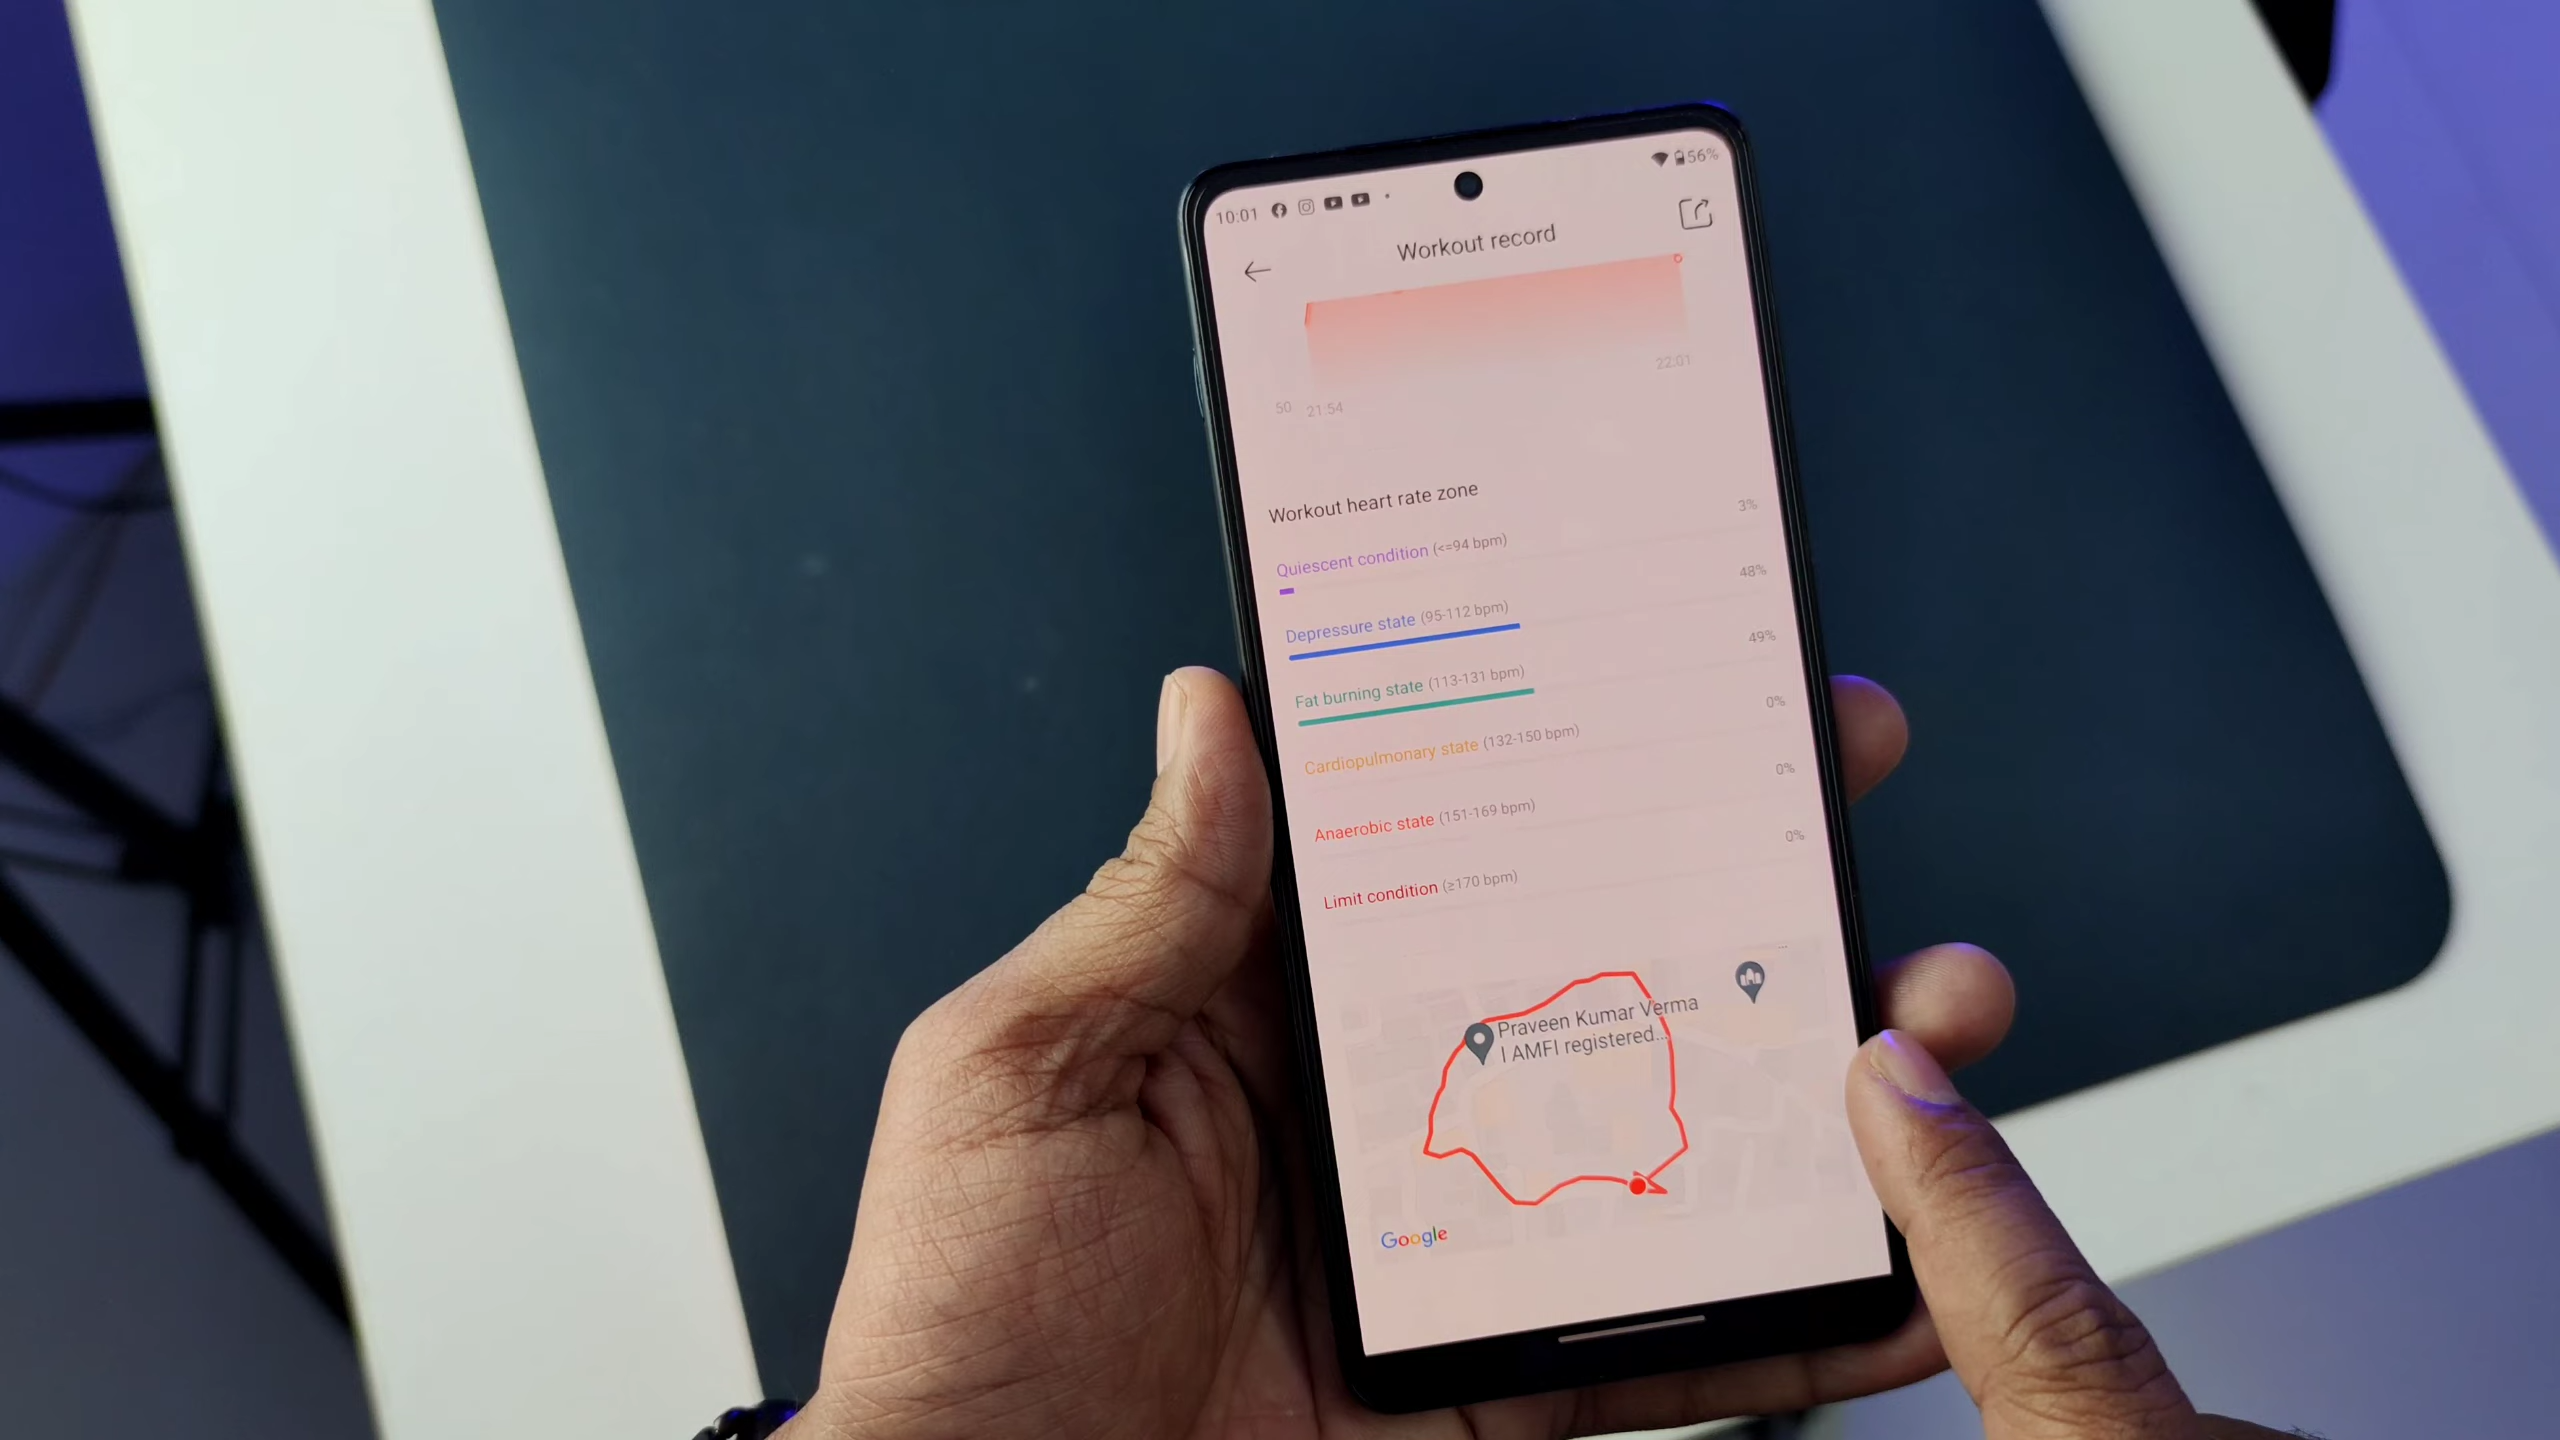 10:01
56%
Workout record
22:01
50 21:54
Workout heart rate zone
3%
Quiescent condition (<=94 bpm)
48%
Depressure state (95-112 bpm)
49%
Fat burning state (113-131 bpm)
0%
Cardiopulmonary state (132-150 bpm)
0%
Anaerobic state (151-169 bpm)
0%
Limit condition (≥170 bpm)
...
Praveen Kumar Verma
I AMFI registered...
Google